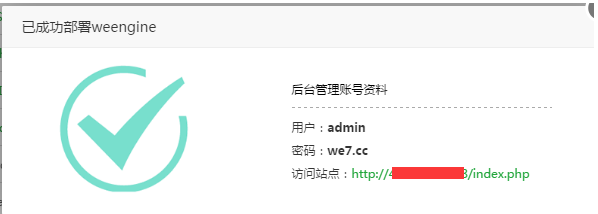 已成功部署weengine
后台管理账号资料
用户：admin
密码：we7.cc
访问站点：http://4 8/index.php